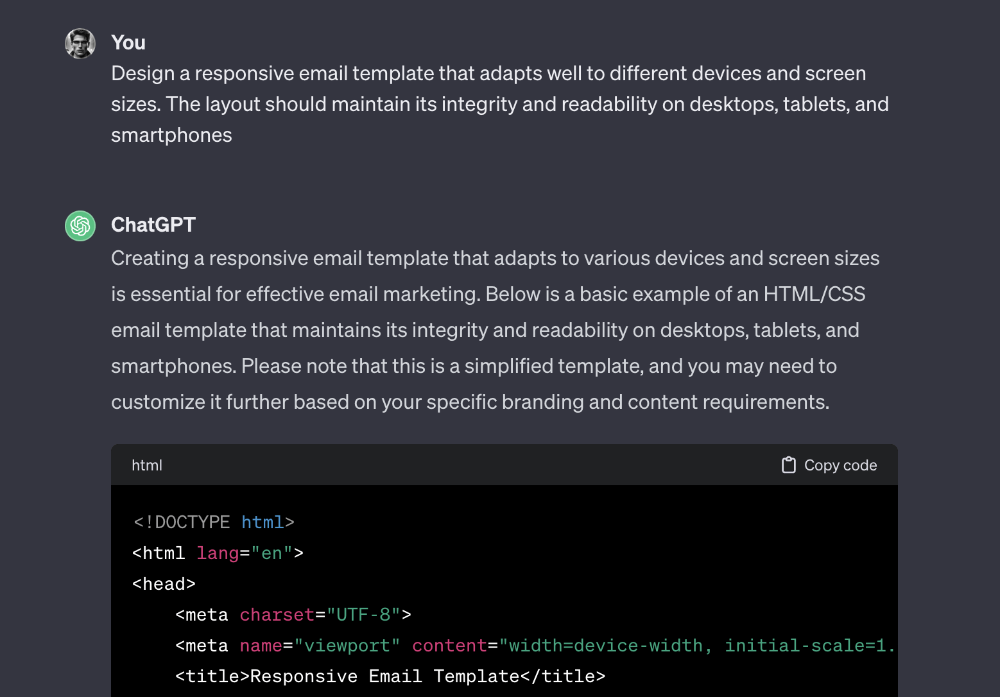 You
Design a responsive email template that adapts well to different devices and screen
sizes. The layout should maintain its integrity and readability on desktops, tablets, and
smartphones
ChatGPT
Creating a responsive email template that adapts to various devices and screen sizes
is essential for effective email marketing. Below is a basic example of an HTML/CSS
email template that maintains its integrity and readability on desktops, tablets, and
smartphones. Please note that this is a simplified template, and you may need to
customize it further based on your specific branding and content requirements.
html Copy code
<!DOCTYPE html>
<html lang="en">
<head>
    <meta charset="UTF-8">
    <meta name="viewport" content="width=device-width, initial-scale=1.
    <title>Responsive Email Template</title>